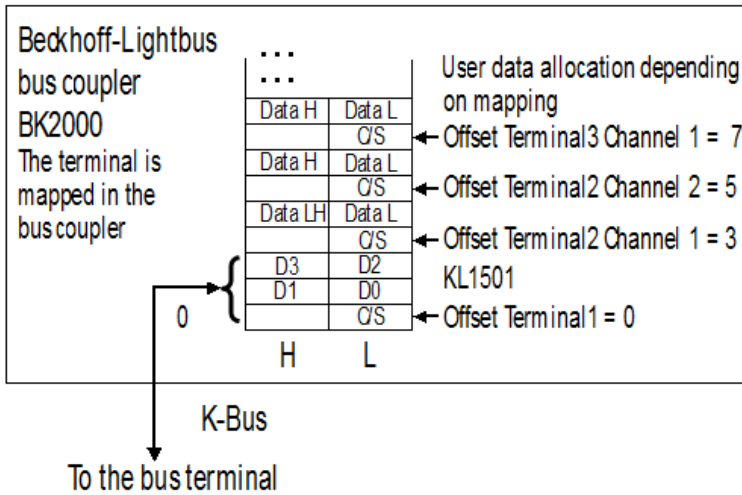 Beckhoff-Lightbus
bus coupler
BK2000
The terminal is
mapped in the
bus coupler
...
...
Data H Data L
C/S
Data H Data L
C/S
Data LH Data L
C/S
D3 D2
D1 D0
C/S
H L
0
User data allocation depending
on mapping
Offset Terminal3 Channel 1 = 7
Offset Terminal2 Channel 2 = 5
Offset Terminal2 Channel 1 = 3
KL1501
Offset Terminal1 = 0
K-Bus
To the bus terminal